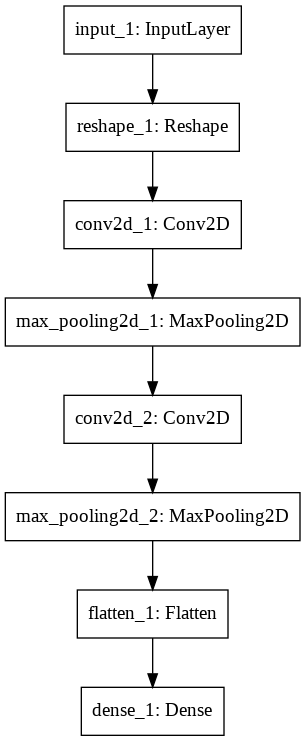 input_1: InputLayer
reshape_1: Reshape
conv2d_1: Conv2D
max_pooling2d_1: MaxPooling2D
conv2d_2: Conv2D
max_pooling2d_2: MaxPooling2D
flatten_1: Flatten
dense_1: Dense